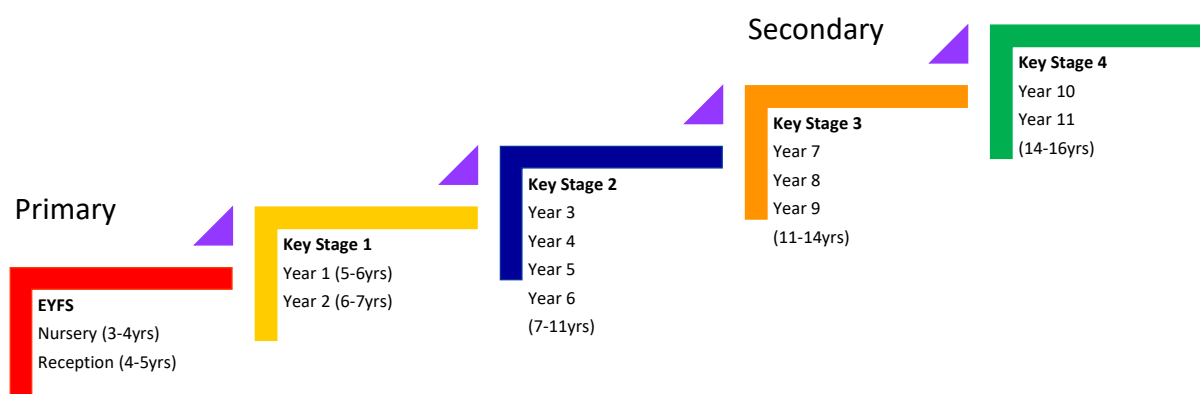 Primary
EYFS
Nursery (3-4yrs)
Reception (4-5yrs)
Key Stage 1
Year 1 (5-6yrs)
Year 2 (6-7yrs)
Key Stage 2
Year 3
Year 4
Year 5
Year 6
(7-11yrs)
Secondary
Key Stage 3
Year 7
Year 8
Year 9
(11-14yrs)
Key Stage 4
Year 10
Year 11
(14-16yrs)